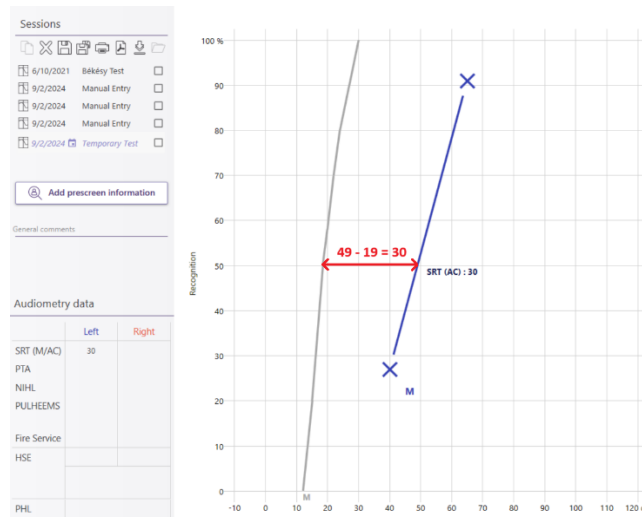 Sessions
6/10/2021 Békésy Test
9/2/2024 Manual Entry
9/2/2024 Manual Entry
9/2/2024 Manual Entry
9/2/2024 Temporary Test
Add prescreen information
General comments
Audiometry data
Left Right
SRT (M/AC) 30
PTA
NIHL
PULHEEMS
Fire Service
HSE
PHL
100 %
90
80
70
60
50
40
30
20
10
0
Recognition
49 - 19 = 30
SRT (AC) : 30
M
M
-10 0 10 20 30 40 50 60 70 80 90 100 110 120